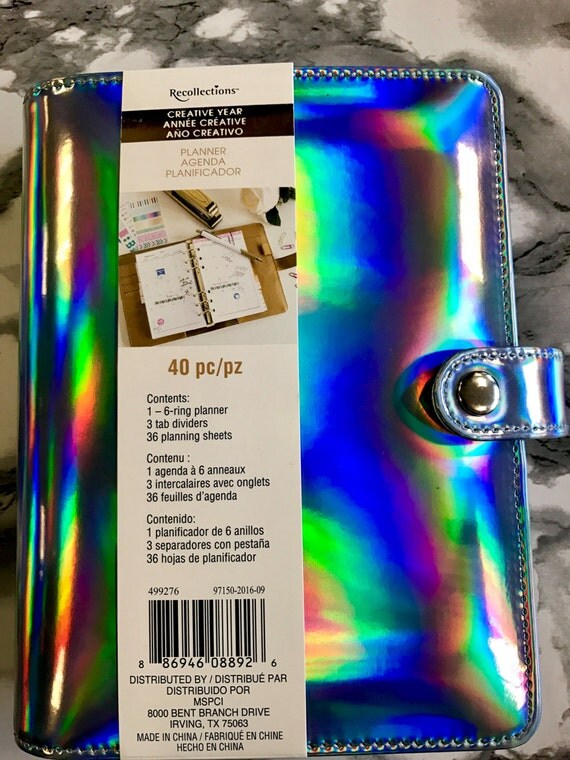 Recollections™
CREATIVE YEAR
ANNÉE CRÉATIVE
AÑO CREATIVO
PLANNER
AGENDA
PLANIFICADOR
40 pc/pz
Contents:
1 – 6-ring planner
3 tab dividers
36 planning sheets
Contenu :
1 agenda à 6 anneaux
3 intercalaires avec onglets
36 feuilles d'agenda
Contenido:
1 planificador de 6 anillos
3 separadores con pestaña
36 hojas de planificador
499276 97150-2016-09
8 86946 08892 6
DISTRIBUTED BY / DISTRIBUÉ PAR
DISTRIBUIDO POR
MSPCI
8000 BENT BRANCH DRIVE
IRVING, TX 75063
MADE IN CHINA / FABRIQUÉ EN CHINE
HECHO EN CHINA